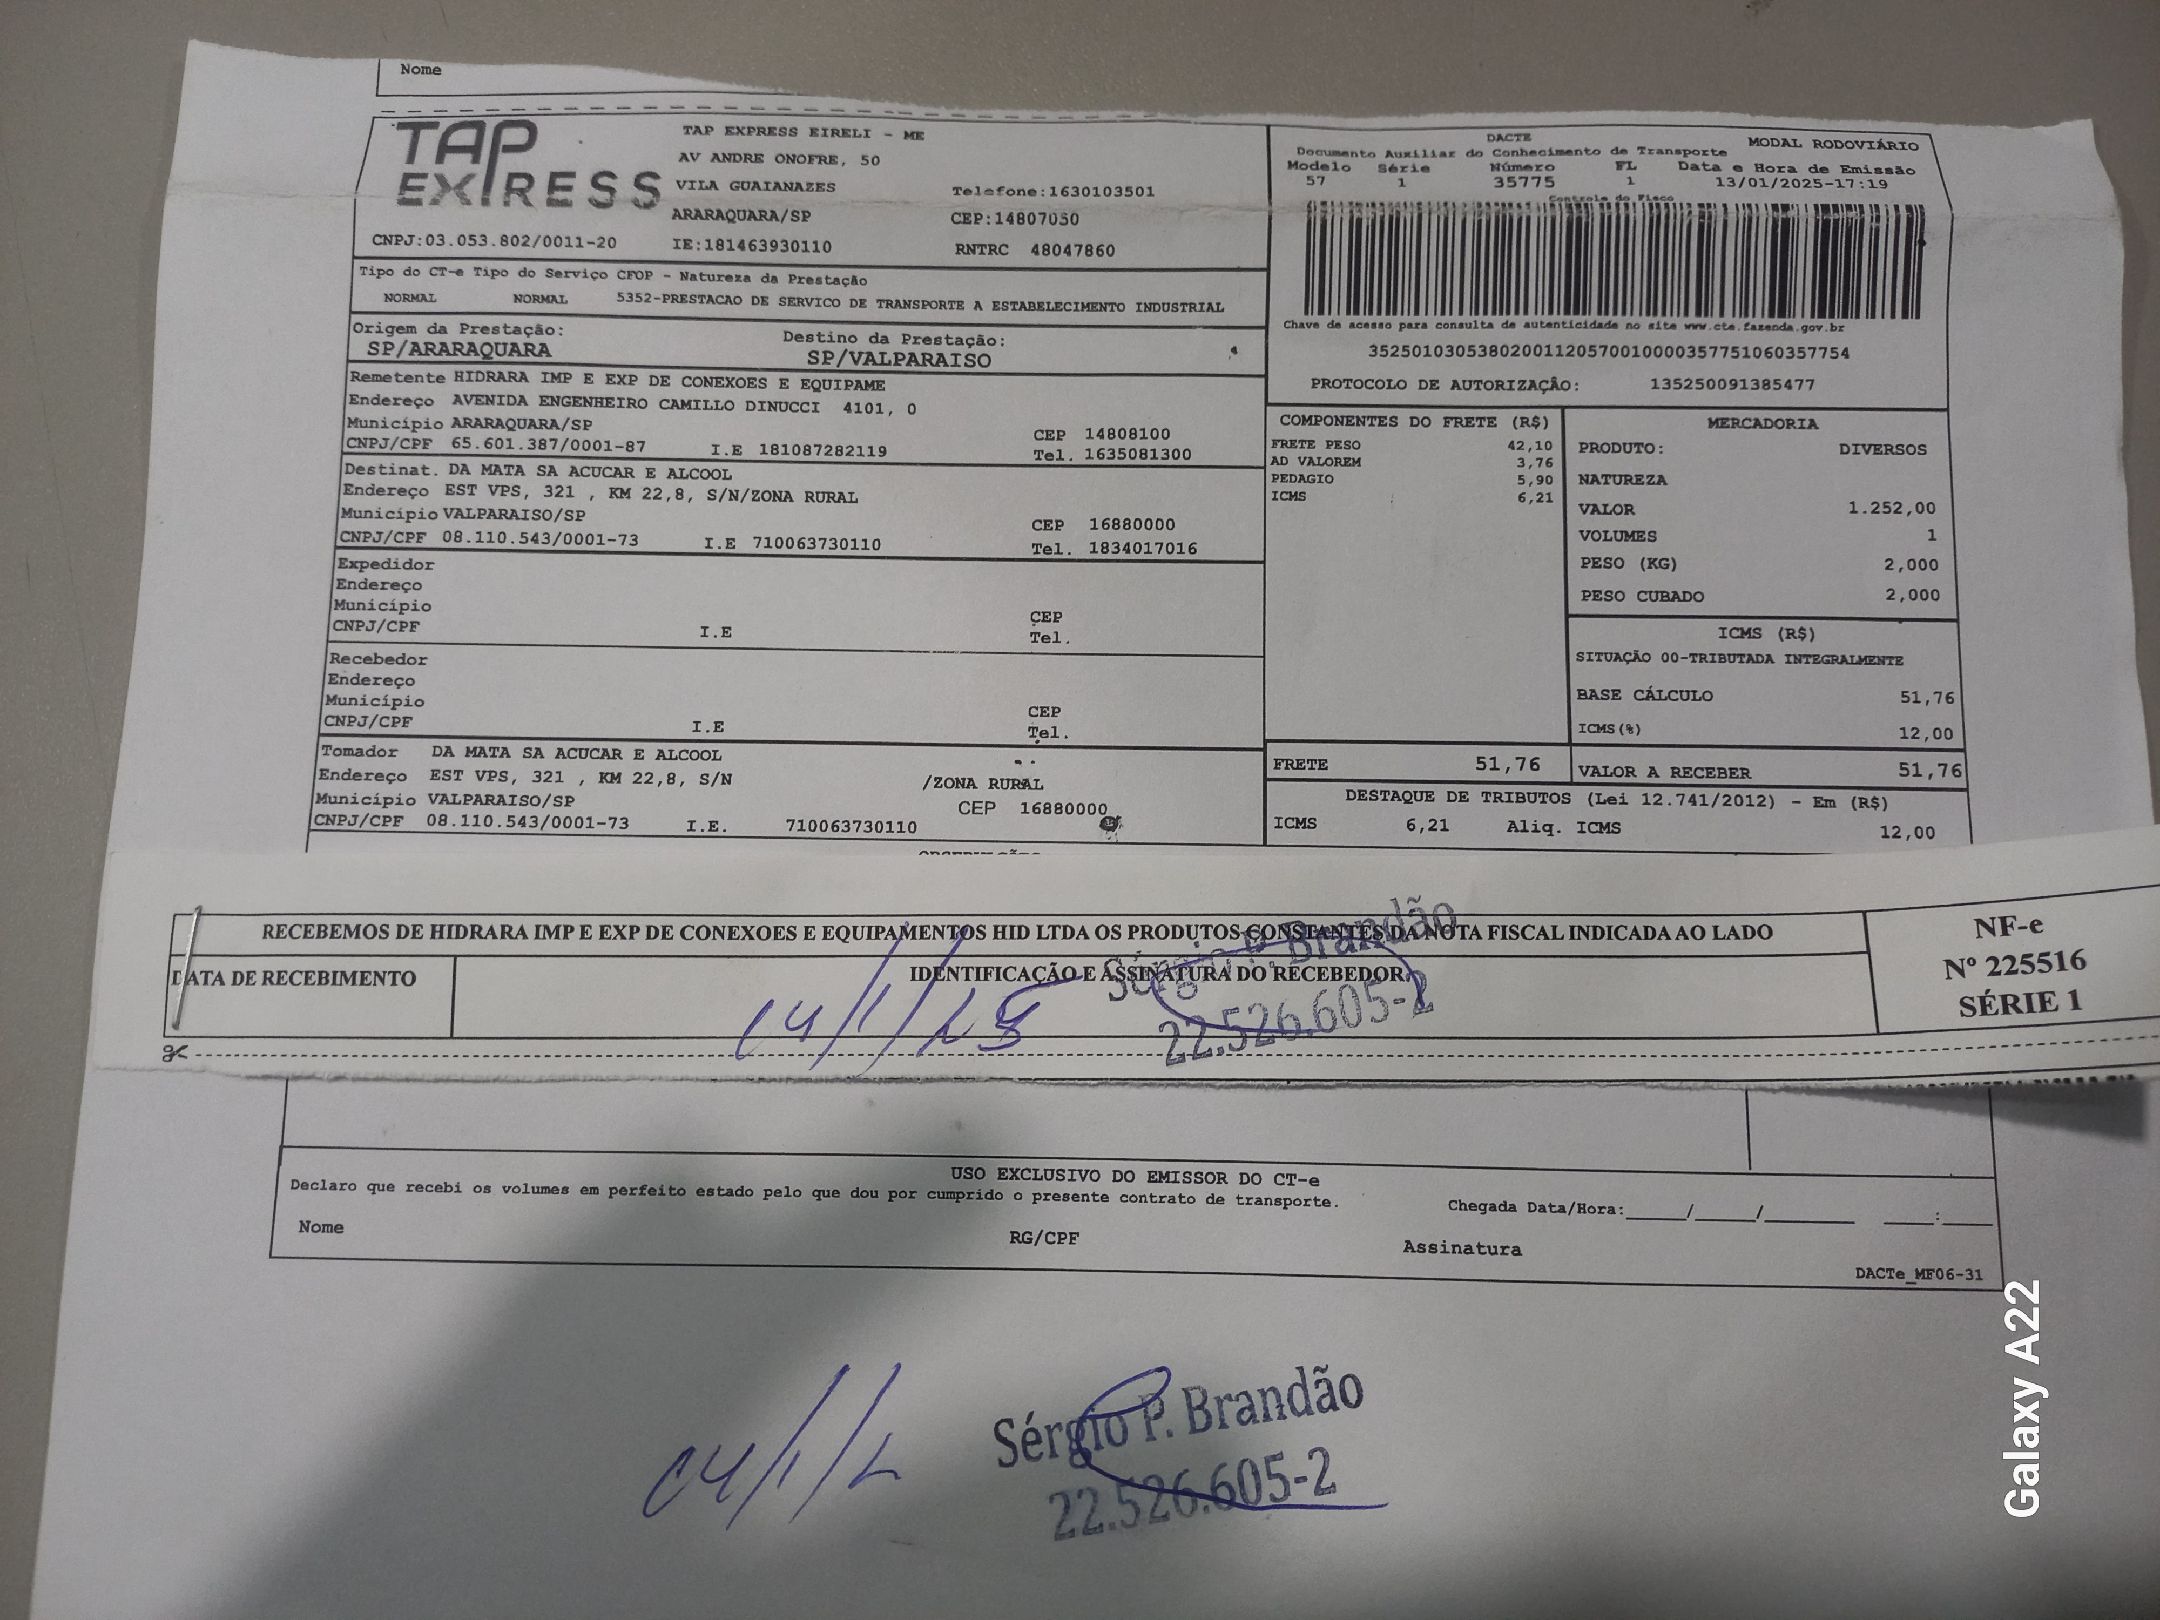 Nome
TAP EXPRESS
TAP EXPRESS EIRELI - ME
AV ANDRE ONOFRE, 50
VILA GUAIANAZES
Telefone:1630103501
ARARAQUARA/SP
CEP:14807050
CNPJ:03.053.802/0011-20
IE:181463930110
RNTRC 48047860
DACTE
MODAL RODOVIÁRIO
Documento Auxiliar do Conhecimento de Transporte
Modelo Série Número FL Data e Hora de Emissão
57 1 35775 1 13/01/2025-17:19
Controle do Fisco
Chave de acesso para consulta de autenticidade no site www.cte.fazenda.gov.br
35250103053802001120570010000357751060357754
PROTOCOLO DE AUTORIZAÇÃO: 135250091385477
Tipo do CT-e Tipo do Serviço CFOP - Natureza da Prestação
NORMAL NORMAL 5352-PRESTACAO DE SERVICO DE TRANSPORTE A ESTABELECIMENTO INDUSTRIAL
Origem da Prestação: Destino da Prestação:
SP/ARARAQUARA SP/VALPARAISO
Remetente HIDRARA IMP E EXP DE CONEXOES E EQUIPAME
Endereço AVENIDA ENGENHEIRO CAMILLO DINUCCI 4101, 0
Município ARARAQUARA/SP CEP 14808100
CNPJ/CPF 65.601.387/0001-87 I.E 181087282119 Tel. 1635081300
Destinat. DA MATA SA ACUCAR E ALCOOL
Endereço EST VPS, 321 , KM 22,8, S/N/ZONA RURAL
Município VALPARAISO/SP CEP 16880000
CNPJ/CPF 08.110.543/0001-73 I.E 710063730110 Tel. 1834017016
Expedidor
Endereço
Município CEP
CNPJ/CPF I.E Tel.
Recebedor
Endereço
Município CEP
CNPJ/CPF I.E Tel.
Tomador DA MATA SA ACUCAR E ALCOOL
Endereço EST VPS, 321 , KM 22,8, S/N /ZONA RURAL
Município VALPARAISO/SP CEP 16880000
CNPJ/CPF 08.110.543/0001-73 I.E. 710063730110
COMPONENTES DO FRETE (R$)
FRETE PESO 42,10
AD VALOREM 3,76
PEDAGIO 5,90
ICMS 6,21
FRETE 51,76
MERCADORIA
PRODUTO: DIVERSOS
NATUREZA
VALOR 1.252,00
VOLUMES 1
PESO (KG) 2,000
PESO CUBADO 2,000
ICMS (R$)
SITUAÇÃO 00-TRIBUTADA INTEGRALMENTE
BASE CÁLCULO 51,76
ICMS(%) 12,00
VALOR A RECEBER 51,76
DESTAQUE DE TRIBUTOS (Lei 12.741/2012) - Em (R$)
ICMS 6,21 Aliq. ICMS 12,00
RECEBEMOS DE HIDRARA IMP E EXP DE CONEXOES E EQUIPAMENTOS HID LTDA OS PRODUTOS CONSTANTES DA NOTA FISCAL INDICADA AO LADO
DATA DE RECEBIMENTO
IDENTIFICAÇÃO E ASSINATURA DO RECEBEDOR
14/1/25
Sérgio P. Brandão
22.526.605-2
NF-e
Nº 225516
SÉRIE 1
USO EXCLUSIVO DO EMISSOR DO CT-e
Declaro que recebi os volumes em perfeito estado pelo que dou por cumprido o presente contrato de transporte.
Chegada Data/Hora:____/____/______ ___:___
Nome RG/CPF Assinatura
DACTe_MF06-31
Sérgio P. Brandão
22.526.605-2
Galaxy A22